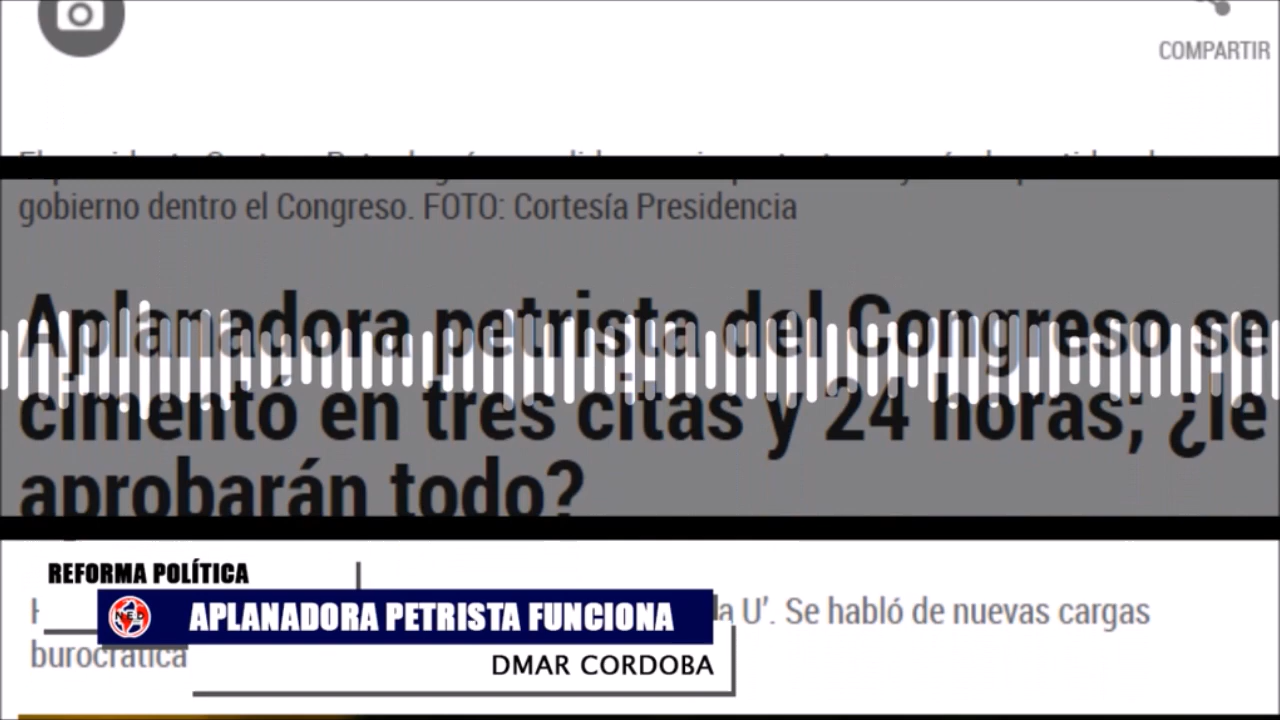 COMPARTIR
gobierno dentro el Congreso. FOTO: Cortesía Presidencia
Aplanadora petrista del Congreso se
cimentó en tres citas y 24 horas; ¿le
aprobarán todo?
REFORMA POLÍTICA
APLANADORA PETRISTA FUNCIONA
la U’. Se habló de nuevas cargas
burocrática
DMAR CORDOBA